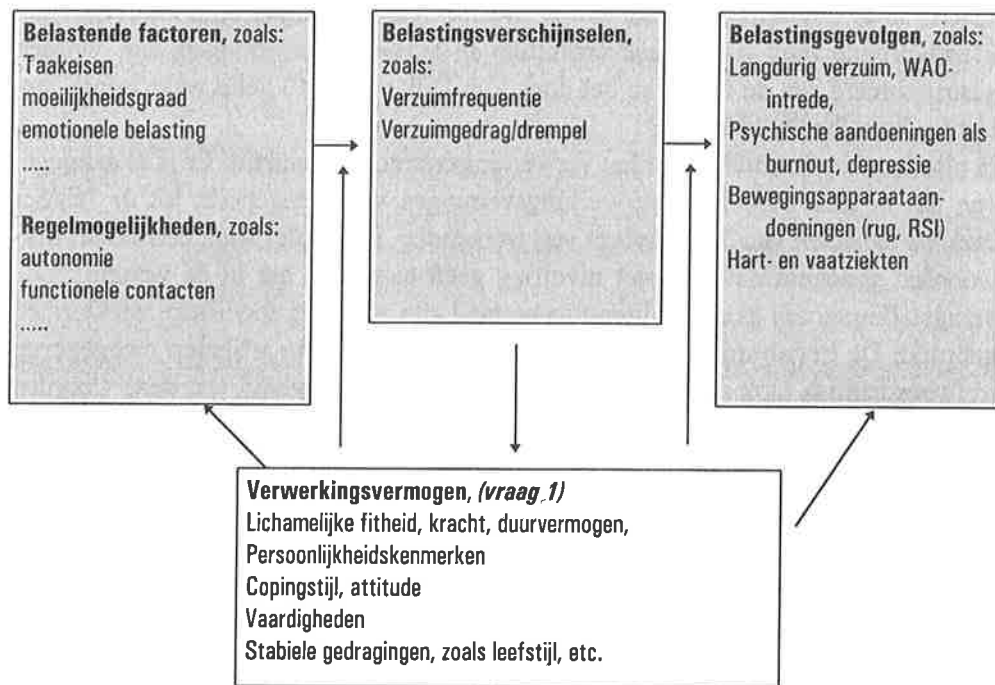 Belastende factoren, zoals:
Taakeisen
moeilijkheidsgraad
emotionele belasting
.....
Regelmogelijkheden, zoals:
autonomie
functionele contacten
.....
Belastingsverschijnselen,
zoals:
Verzuimfrequentie
Verzuimgedrag/drempel
Belastingsgevolgen, zoals:
Langdurig verzuim, WAO-
intrede,
Psychische aandoeningen als
burnout, depressie
Bewegingsapparaataan-
doeningen (rug, RSI)
Hart- en vaatziekten
Verwerkingsvermogen, (vraag 1)
Lichamelijke fitheid, kracht, duurvermogen,
Persoonlijkheidskenmerken
Copingstijl, attitude
Vaardigheden
Stabiele gedragingen, zoals leefstijl, etc.